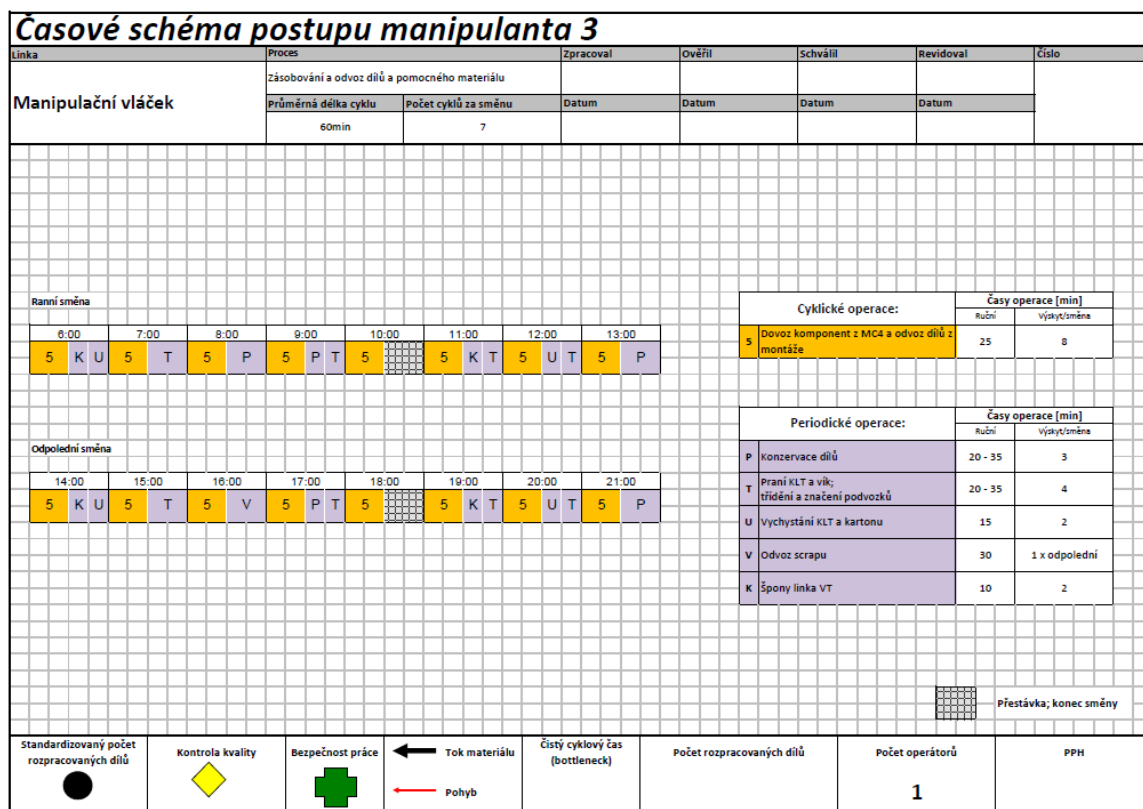 Časové schéma postupu manipulanta 3
Linka Proces Zpracoval Ověřil Schválil Revidoval Číslo
Zásobování a odvoz dílů a pomocného materiálu
Manipulační vláček
Průměrná délka cyklu Počet cyklů za směnu Datum Datum Datum Datum
60min 7
Ranní směna
6:00 7:00 8:00 9:00 10:00 11:00 12:00 13:00
5 K U 5 T 5 P 5 P T 5 5 K T 5 U T 5 P
Odpolední směna
14:00 15:00 16:00 17:00 18:00 19:00 20:00 21:00
5 K U 5 T 5 V 5 P T 5 5 K T 5 U T 5 P
Cyklické operace: Časy operace [min]
Ruční Výskyt/směna
5 Dovoz komponent z MC4 a odvoz dílů z
montáže 25 8
Periodické operace: Časy operace [min]
Ruční Výskyt/směna
P Konzervace dílů 20 - 35 3
T Praní KLT a vík;
třídění a značení podvozků 20 - 35 4
U Vychystání KLT a kartonu 15 2
V Odvoz scrapu 30 1 x odpolední
K Špony linka VT 10 2
Přestávka; konec směny
Standardizovaný počet
rozpracovaných dílů
Kontrola kvality
Bezpečnost práce
Tok materiálu
Pohyb
Čistý cyklový čas
(bottleneck)
Počet rozpracovaných dílů
Počet operátorů
1
PPH